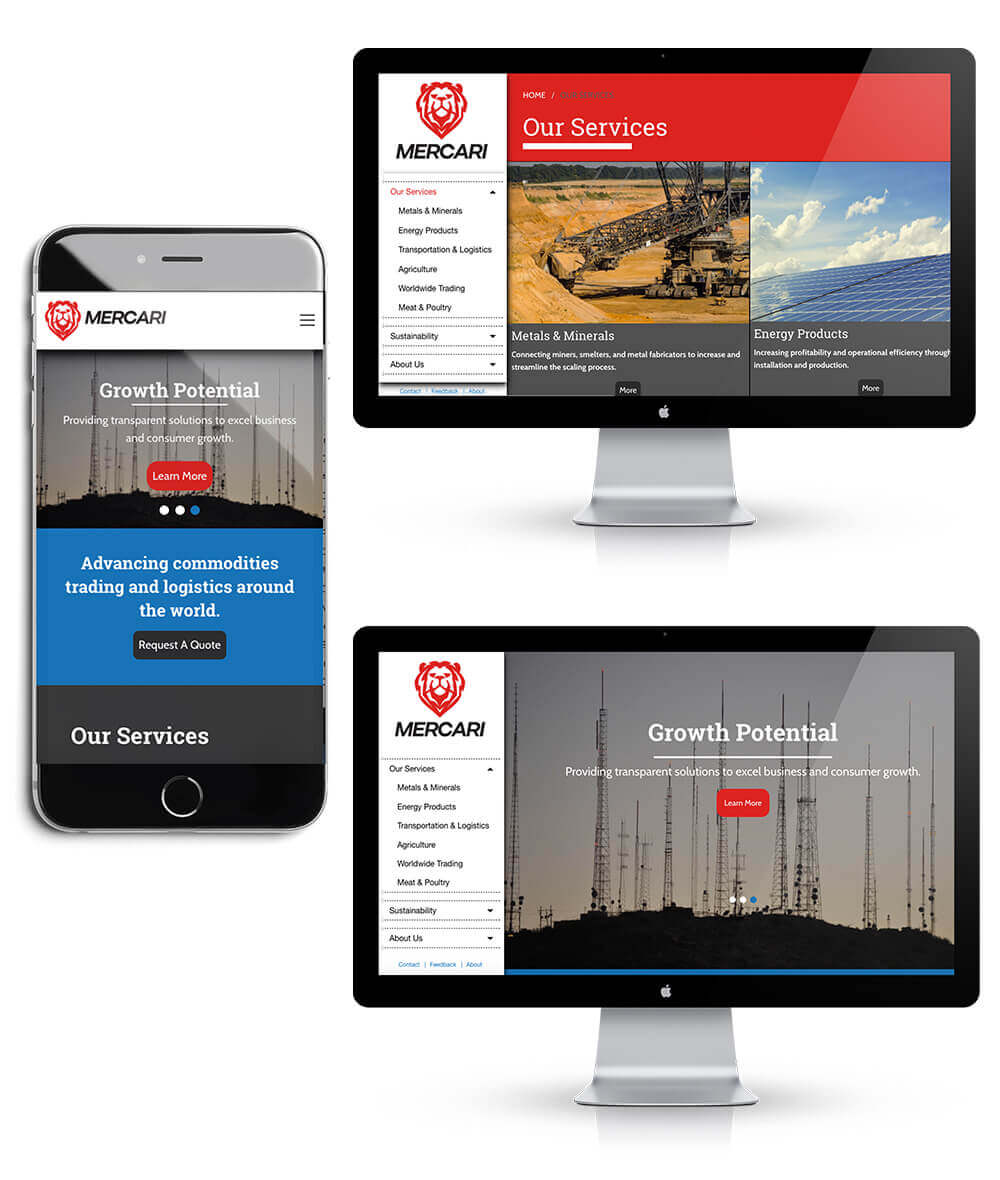 MERCARI
Growth Potential
Providing transparent solutions to excel business
and consumer growth.
Learn More
Advancing commodities
trading and logistics around
the world.
Request A Quote
Our Services
MERCARI
Our Services
Metals & Minerals
Energy Products
Transportation & Logistics
Agriculture
Worldwide Trading
Meat & Poultry
Sustainability
About Us
Contact | Feedback | About
HOME / OUR SERVICES
Our Services
Metals & Minerals
Connecting miners, smelters, and metal fabricators to increase and
streamline the scaling process.
More
Energy Products
Increasing profitability and operational efficiency through
installation and production.
More
MERCARI
Our Services
Metals & Minerals
Energy Products
Transportation & Logistics
Agriculture
Worldwide Trading
Meat & Poultry
Sustainability
About Us
Contact | Feedback | About
Growth Potential
Providing transparent solutions to excel business and consumer growth.
Learn More